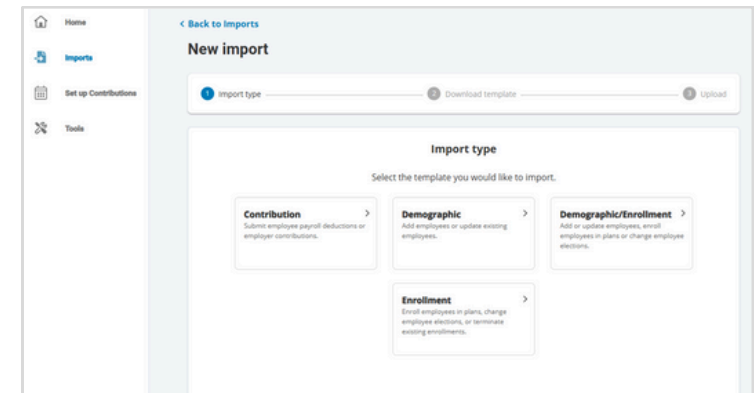 Home
Imports
Set up Contributions
Tools
< Back to Imports
New import
1 Import type
2 Download template
3 Upload
Import type
Select the template you would like to import.
Contribution >
Submit employee payroll deductions or
employer contributions.
Demographic >
Add employees or update existing
employees.
Demographic/Enrollment >
Add or update employees, enroll
employees in plans or change employee
elections.
Enrollment >
Enroll employees in plans, change
employee elections, or terminate
existing enrollments.